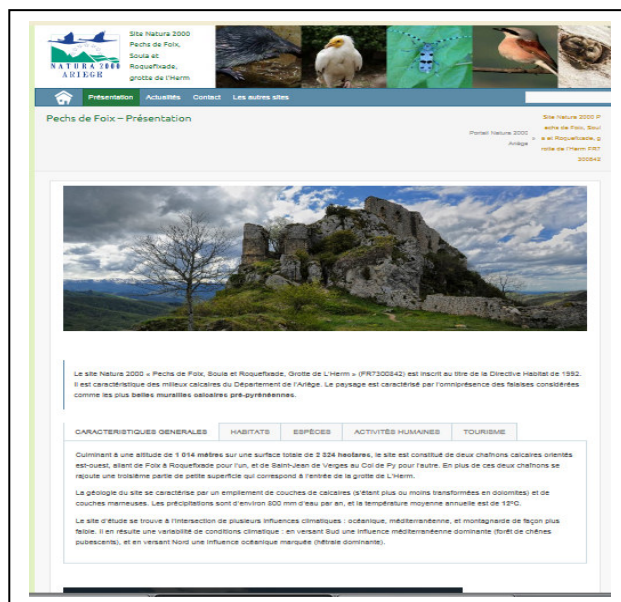 Site Natura 2000
Pechs de Foix,
Soula et
Roquefixade,
grotte de l'Herm
NATURA 2000
ARIEGE
Présentation Actualités Contact Les autres sites
Pechs de Foix – Présentation
Portail Natura 2000
Ariège
»
Site Natura 2000 P
echs de Foix, Soul
a et Roquefixade, g
rotte de l'Herm FR7
300842
Le site Natura 2000 « Pechs de Foix, Soula et Roquefixade, Grotte de L'Herm » (FR7300842) est inscrit au titre de la Directive Habitat de 1992.
Il est caractéristique des milieux calcaires du Département de l'Ariège. Le paysage est caractérisé par l'omniprésence des falaises considérées
comme les plus belles murailles calcaires pré-pyrénéennes.
CARACTERISTIQUES GENERALES HABITATS ESPÈCES ACTIVITÉS HUMAINES TOURISME
Culminant à une altitude de 1 014 mètres sur une surface totale de 2 324 hectares, le site est constitué de deux chaînons calcaires orientés
est-ouest, allant de Foix à Roquefixade pour l'un, et de Saint-Jean de Verges au Col de Py pour l'autre. En plus de ces deux chaînons se
rajoute une troisième partie de petite superficie qui correspond à l'entrée de la grotte de L'Herm.
La géologie du site se caractérise par un empilement de couches de calcaires (s'étant plus ou moins transformées en dolomites) et de
couches marneuses. Les précipitations sont d'environ 800 mm d'eau par an, et la température moyenne annuelle est de 12°C.
Le site d'étude se trouve à l'intersection de plusieurs influences climatiques : océanique, méditerranéenne, et montagnarde de façon plus
faible. Il en résulte une variabilité de conditions climatique : en versant Sud une influence méditerranéenne dominante (forêt de chênes
pubescents), et en versant Nord une influence océanique marquée (hêtraie dominante).